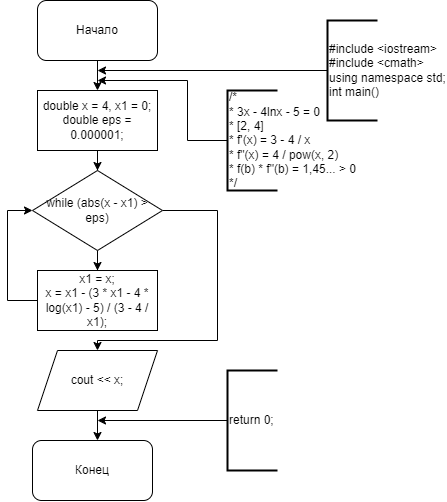 Начало
#include <iostream>
#include <cmath>
using namespace std;
int main()
double x = 4, x1 = 0;
double eps =
0.000001;
/*
* 3x - 4lnx - 5 = 0
* [2, 4]
* f'(x) = 3 - 4 / x
* f"(x) = 4 / pow(x, 2)
* f(b) * f"(b) = 1,45... > 0
*/
while (abs(x - x1) >
eps)
x1 = x;
x = x1 - (3 * x1 - 4 *
log(x1) - 5) / (3 - 4 /
x1);
cout << x;
return 0;
Конец